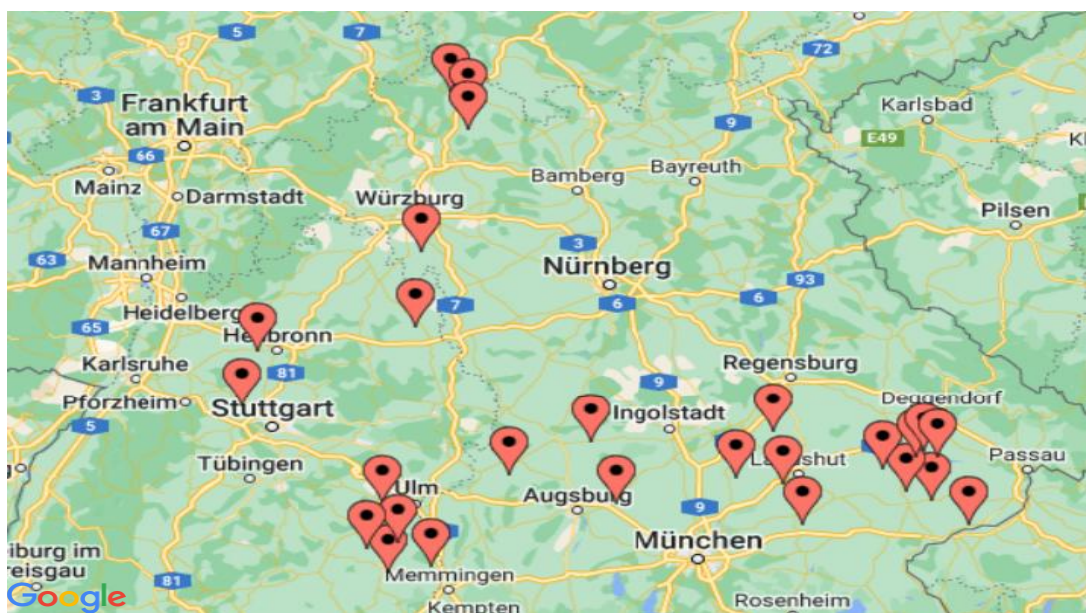 5
7
72
3
Frankfurt
am Main
Karlsbad
9
E49
66
Mainz
Bayreuth
Bamberg
Darmstadt
Würzburg
Pilsen
67
3
63
Mannheim
Nürnberg
93
Heidelberg
7
6
6
65
Heilbronn
Karlsruhe
81
Regensburg
9
Pforzheim
Stuttgart
Ingolstadt
Deggendorf
5
Tübingen
Passau
Ulm
Augsburg
9
München
81
Memmingen
Google
Kempten
Rosenheim